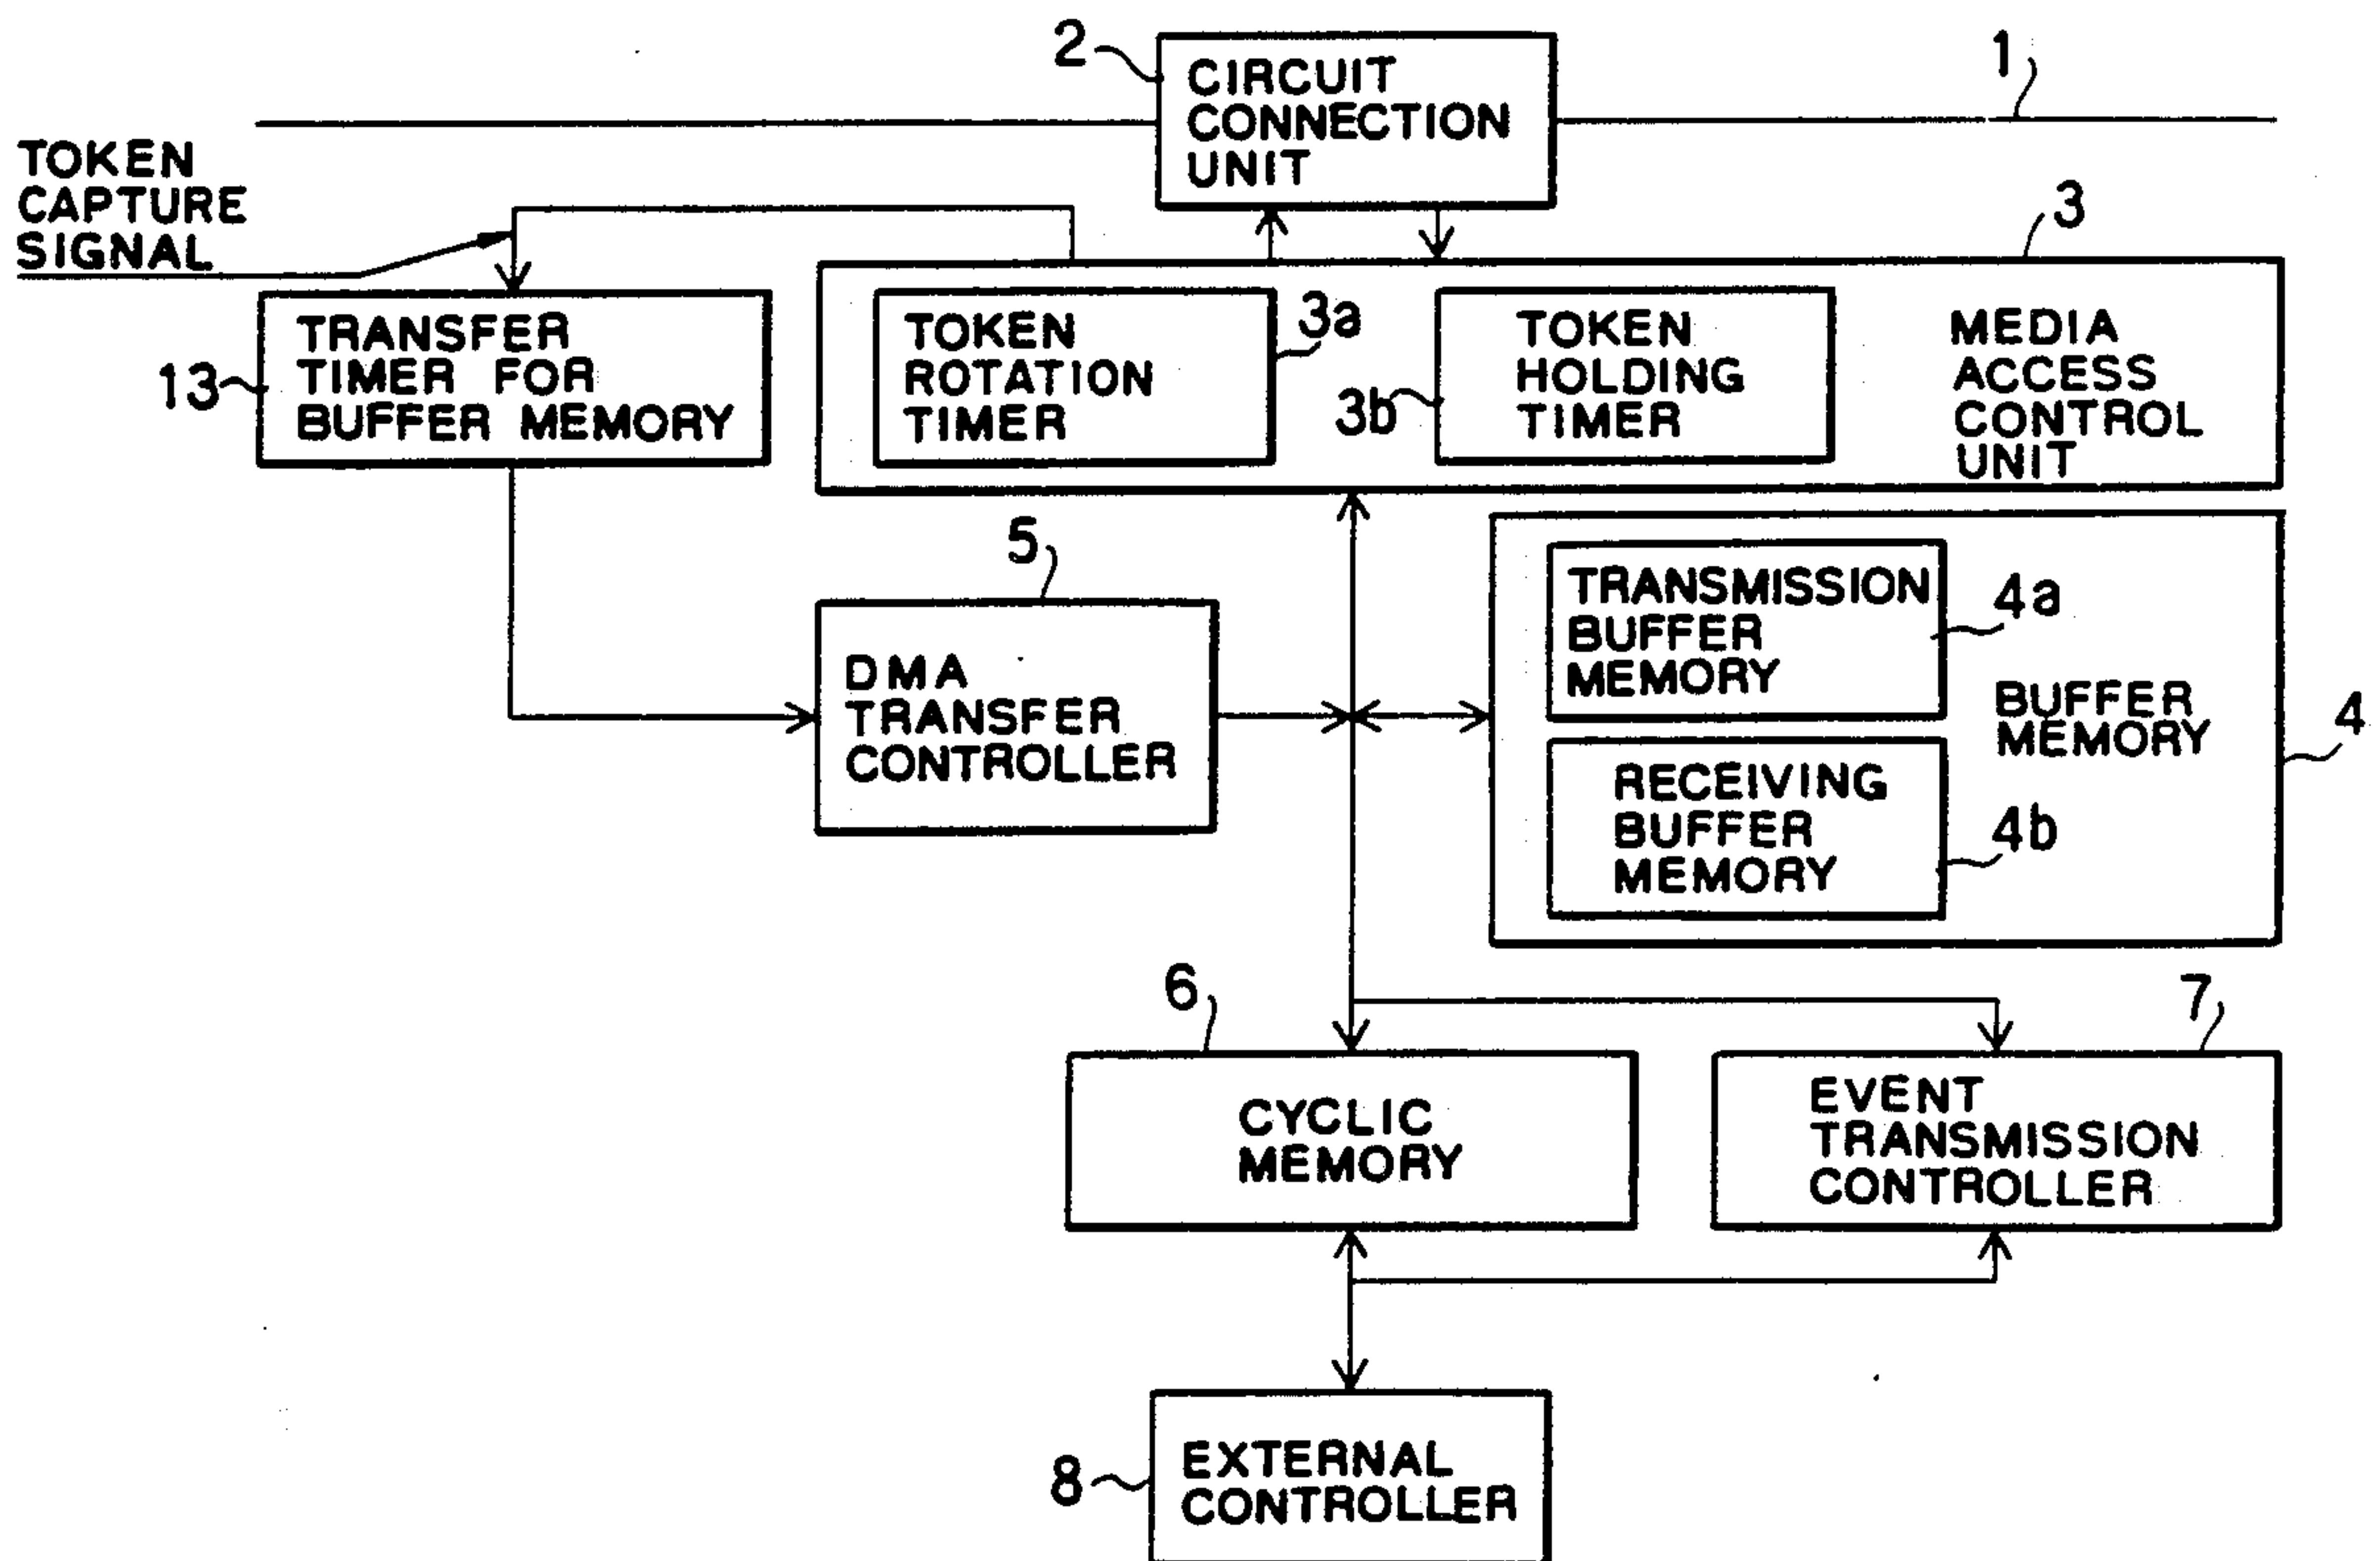 2
CIRCUIT
CONNECTION
UNIT
1
TOKEN
CAPTURE
SIGNAL
3
13
TRANSFER
TIMER FOR
BUFFER MEMORY
TOKEN
ROTATION
TIMER
3a
3b
TOKEN
HOLDING
TIMER
MEDIA
ACCESS
CONTROL
UNIT
5
DMA
TRANSFER
CONTROLLER
TRANSMISSION
BUFFER
MEMORY
4a
BUFFER
MEMORY
4
RECEIVING
BUFFER
MEMORY
4b
6
CYCLIC
MEMORY
7
EVENT
TRANSMISSION
CONTROLLER
8
EXTERNAL
CONTROLLER